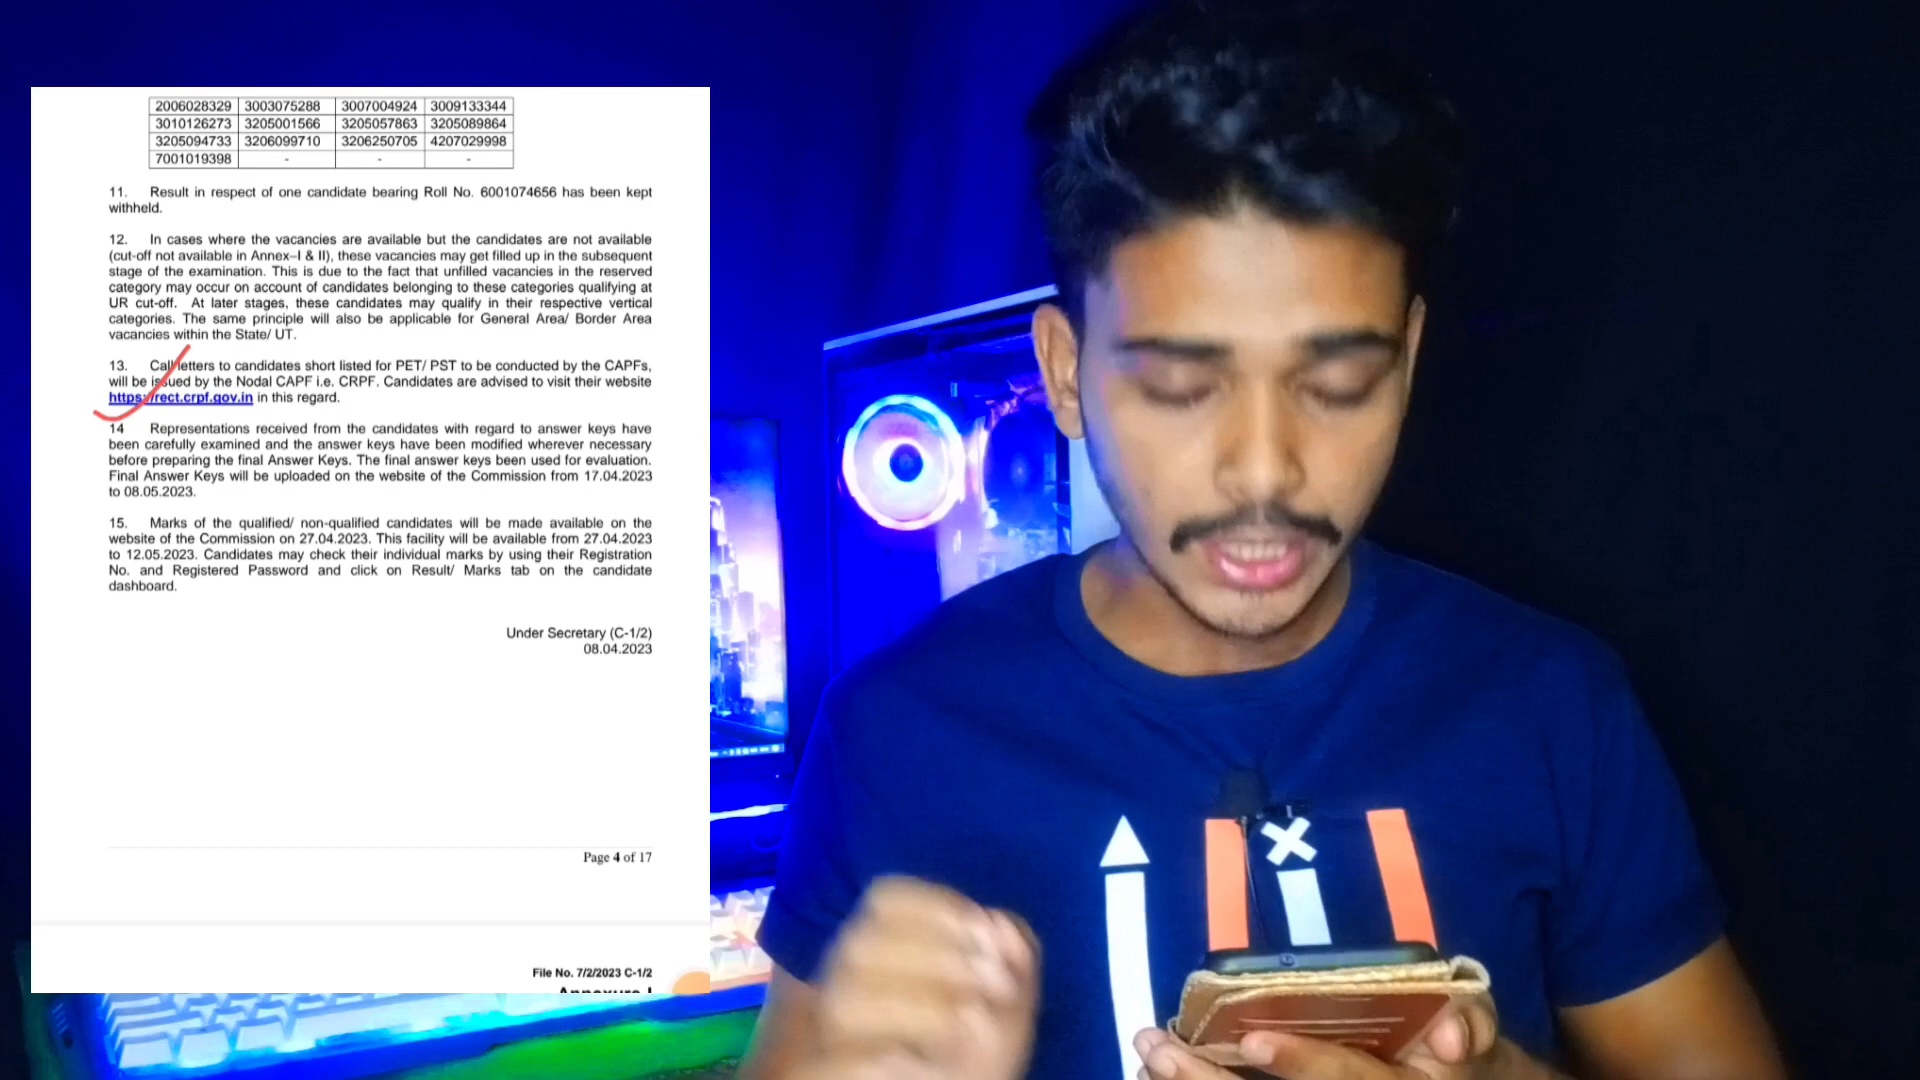 2006028329 3003075288 3007004924 3009133344
3010126273 3205001566 3205057863 3205089864
3205094733 3206099710 3206250705 4207029998
7001019398 - - -
11. Result in respect of one candidate bearing Roll No. 6001074656 has been kept
withheld.
12. In cases where the vacancies are available but the candidates are not available
(cut-off not available in Annex–I & II), these vacancies may get filled up in the subsequent
stage of the examination. This is due to the fact that unfilled vacancies in the reserved
category may occur on account of candidates belonging to these categories qualifying at
UR cut-off. At later stages, these candidates may qualify in their respective vertical
categories. The same principle will also be applicable for General Area/ Border Area
vacancies within the State/ UT.
13. Call letters to candidates short listed for PET/ PST to be conducted by the CAPFs,
will be issued by the Nodal CAPF i.e. CRPF. Candidates are advised to visit their website
https://rect.crpf.gov.in in this regard.
14 Representations received from the candidates with regard to answer keys have
been carefully examined and the answer keys have been modified wherever necessary
before preparing the final Answer Keys. The final answer keys been used for evaluation.
Final Answer Keys will be uploaded on the website of the Commission from 17.04.2023
to 08.05.2023.
15. Marks of the qualified/ non-qualified candidates will be made available on the
website of the Commission on 27.04.2023. This facility will be available from 27.04.2023
to 12.05.2023. Candidates may check their individual marks by using their Registration
No. and Registered Password and click on Result/ Marks tab on the candidate
dashboard.
Under Secretary (C-1/2)
08.04.2023
Page 4 of 17
File No. 7/2/2023 C-1/2
Annexure I